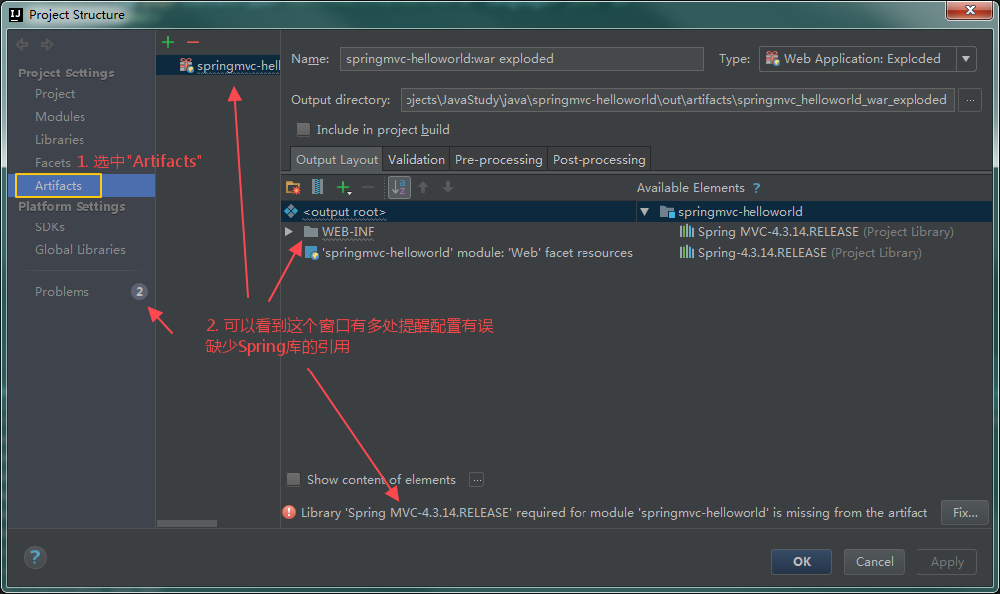 Project Structure
Project Settings
Project
Modules
Libraries
Facets
1. 选中"Artifacts"
Artifacts
Platform Settings
SDKs
Global Libraries
Problems 2
springmvc-hell
Name: springmvc-helloworld:war exploded
Type: Web Application: Exploded
Output directory: ojects\JavaStudy\java\springmvc-helloworld\out\artifacts\springmvc_helloworld_war_exploded ...
Include in project build
Output Layout Validation Pre-processing Post-processing
Available Elements ?
<output root>
springmvc-helloworld
WEB-INF
Spring MVC-4.3.14.RELEASE (Project Library)
'springmvc-helloworld' module: 'Web' facet resources
Spring-4.3.14.RELEASE (Project Library)
2. 可以看到这个窗口有多处提醒配置有误
缺少Spring库的引用
Show content of elements ...
Library 'Spring MVC-4.3.14.RELEASE' required for module 'springmvc-helloworld' is missing from the artifact Fix...
? OK Cancel Apply